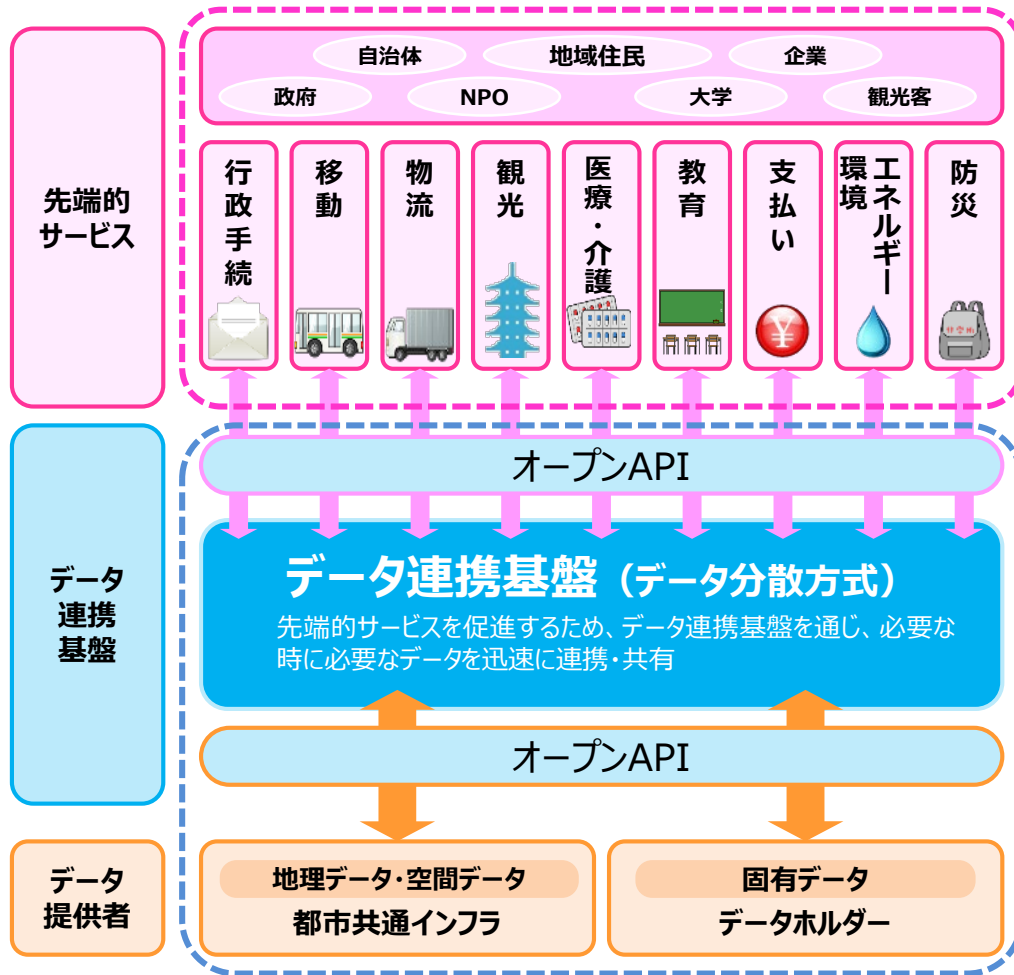 自治体
地域住民
企業
政府
NPO
大学
観光客
先端的
サービス
行政手続
移動
物流
観光
医療・介護
教育
支払い
エネルギー
環境
防災
オープンAPI
データ
連携
基盤
データ連携基盤（データ分散方式）
先端的サービスを促進するため、データ連携基盤を通じ、必要な
時に必要なデータを迅速に連携・共有
オープンAPI
データ
提供者
地理データ・空間データ
都市共通インフラ
固有データ
データホルダー